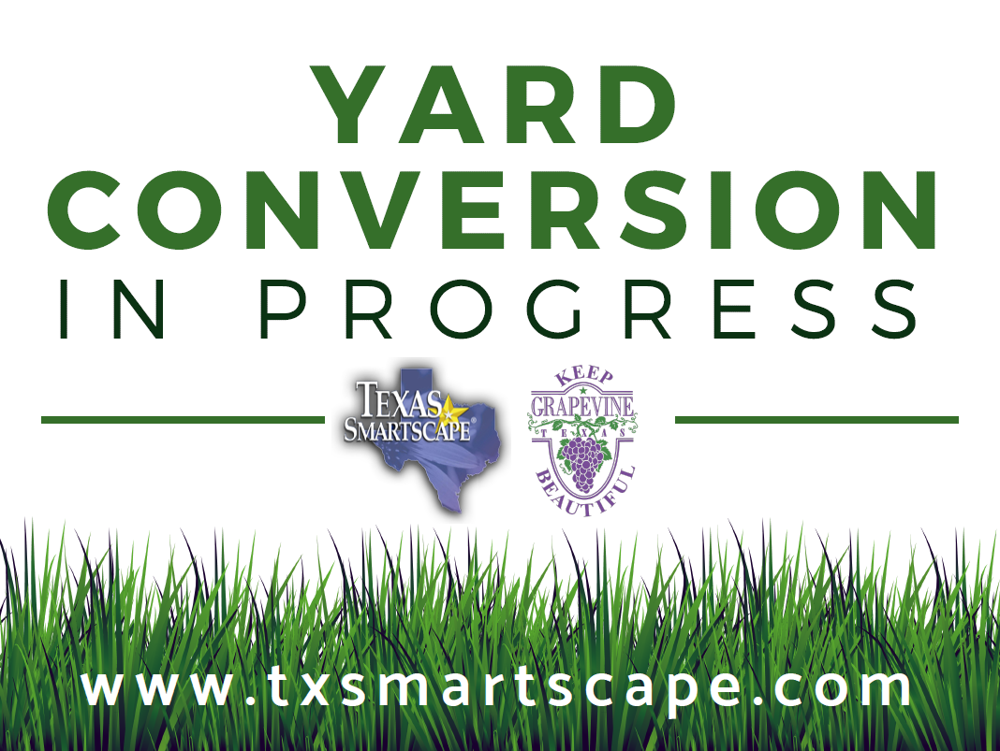 YARD
CONVERSION
IN PROGRESS
TEXAS
SMARTSCAPE®
KEEP
GRAPEVINE
TEXAS
BEAUTIFUL
www.txsmartscape.com